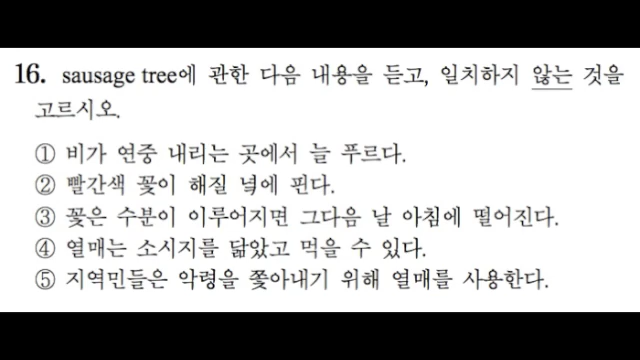 16. sausage tree에 관한 다음 내용을 듣고, 일치하지 않는 것을
고르시오.
① 비가 연중 내리는 곳에서 늘 푸르다.
② 빨간색 꽃이 해질 녘에 핀다.
③ 꽃은 수분이 이루어지면 그다음 날 아침에 떨어진다.
④ 열매는 소시지를 닮았고 먹을 수 있다.
⑤ 지역민들은 악령을 쫓아내기 위해 열매를 사용한다.